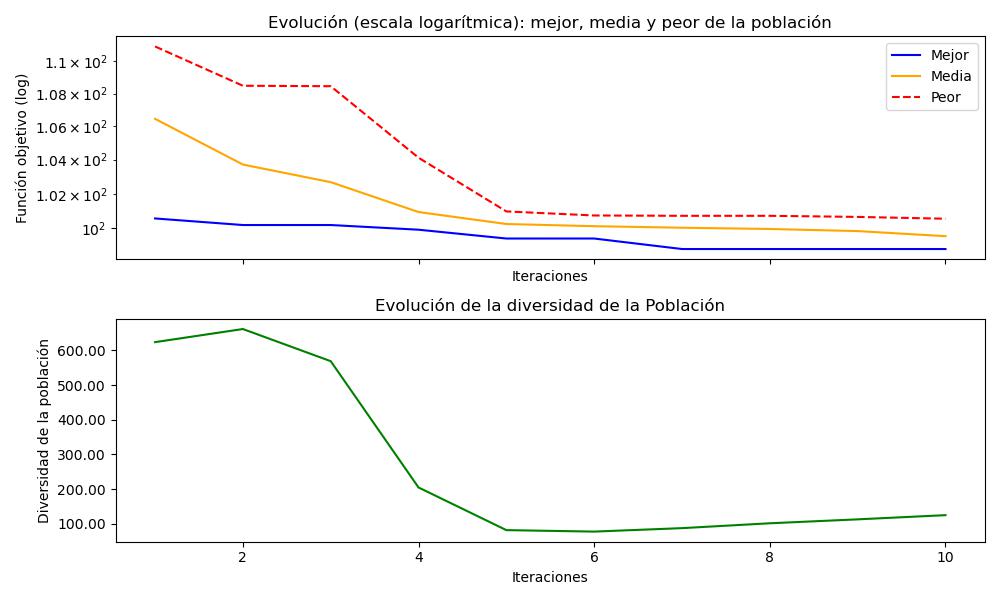 Evolución (escala logarítmica): mejor, media y peor de la población
Función objetivo (log)
1.1 × 10²
1.08 × 10²
1.06 × 10²
1.04 × 10²
1.02 × 10²
10²
Mejor
Media
Peor
Iteraciones
Evolución de la diversidad de la Población
Diversidad de la población
600.00
500.00
400.00
300.00
200.00
100.00
2 4 6 8 10
Iteraciones